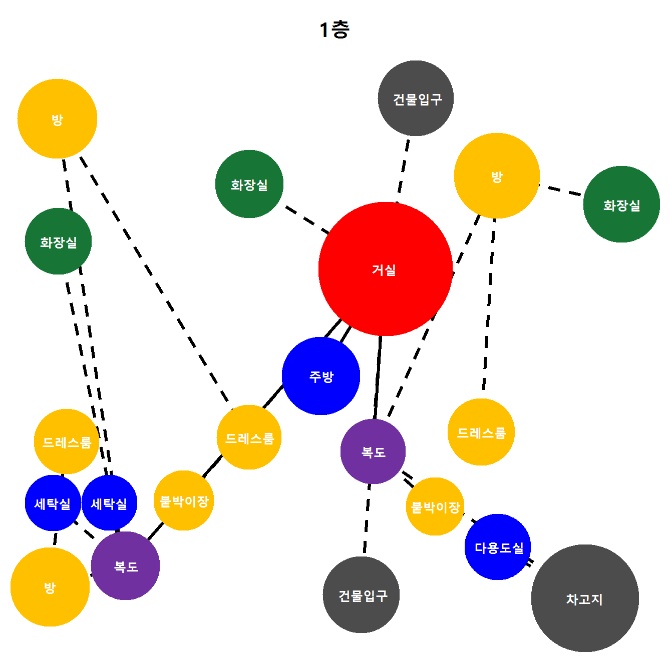 1층
건물입구
방
방
화장실
화장실
화장실
거실
주방
드레스룸
드레스룸
드레스룸
복도
세탁실
세탁실
붙박이장
붙박이장
다용도실
복도
방
건물입구
차고지